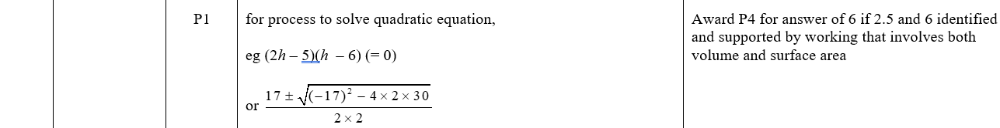 P1 for process to solve quadratic equation, Award P4 for answer of 6 if 2.5 and 6 identified
and supported by working that involves both
eg (2h – 5)(h – 6) (= 0) volume and surface area
or (17 ± √((−17)² − 4 × 2 × 30)) / (2 × 2)